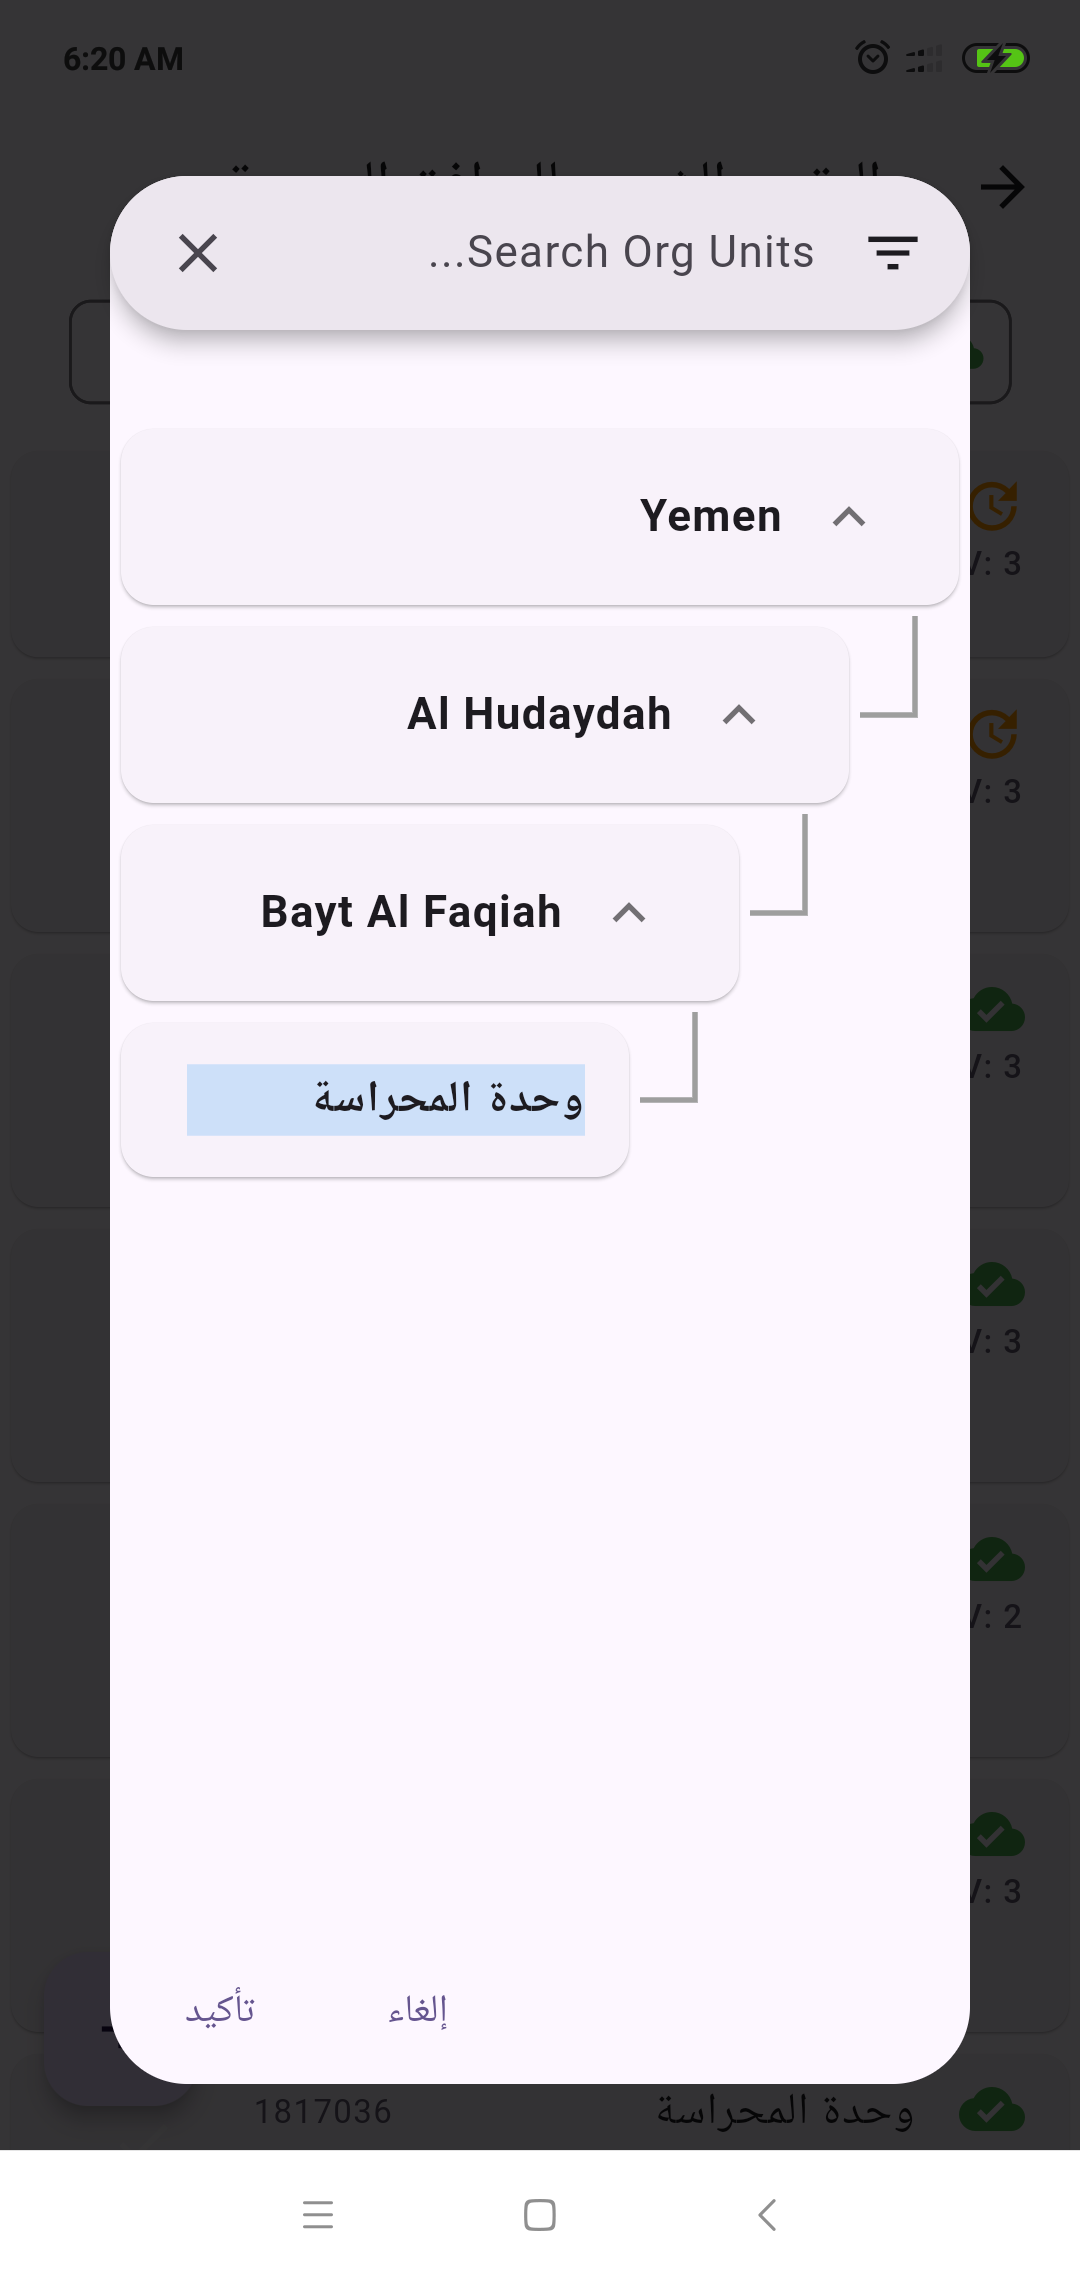 6:20 AM
Search Org Units...
Yemen
V: 3
Al Hudaydah
V: 3
Bayt Al Faqiah
V: 3
وحدة المحراسة
V: 3
V: 2
V: 3
إلغاء
تأكيد
وحدة المحراسة
1817036